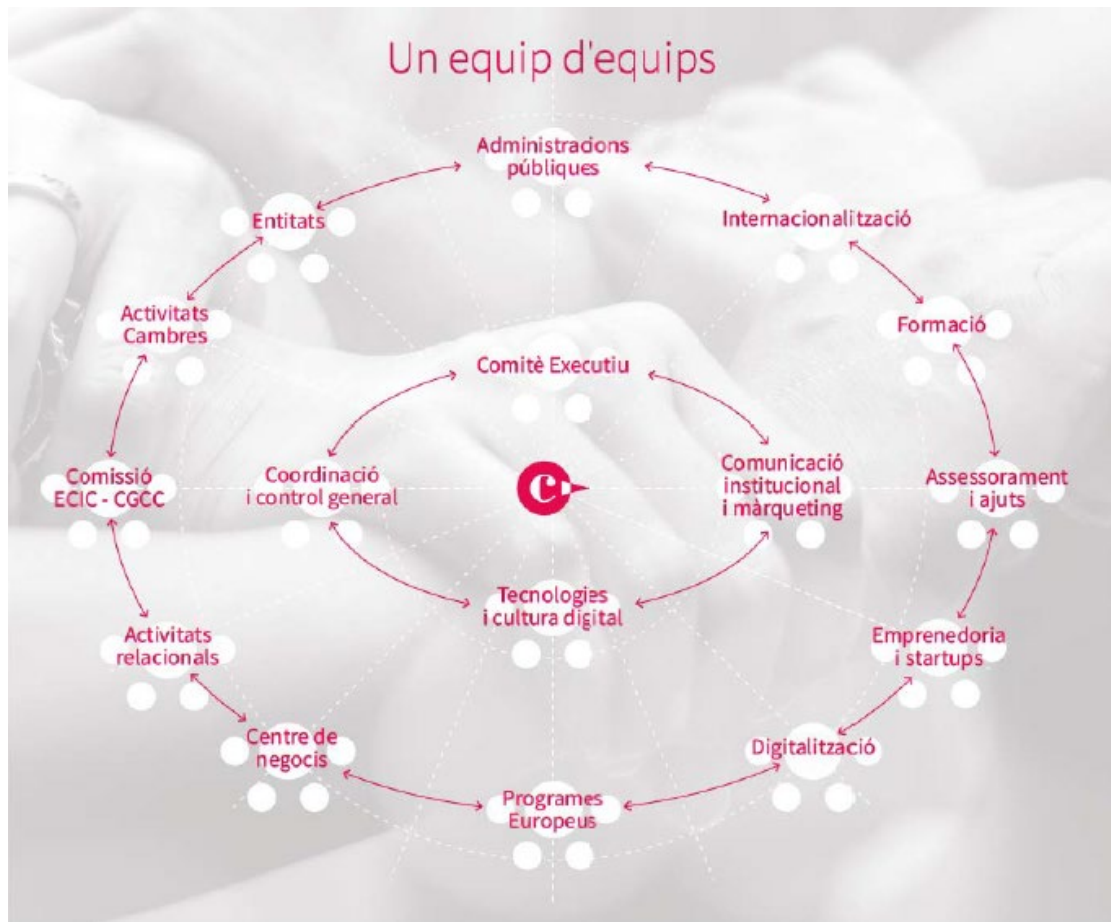 Un equip d'equips
Administracions
públiques
Entitats
Internacionalització
Activitats
Cambres
Formació
Comitè Executiu
Comissió
ECIC - CGCC
Coordinació
i control general
c
Comunicació
institucional
i màrqueting
Assessorament
i ajuts
Tecnologies
i cultura digital
Activitats
relacionals
Emprenedoria
i startups
Centre de
negocis
Digitalització
Programes
Europeus